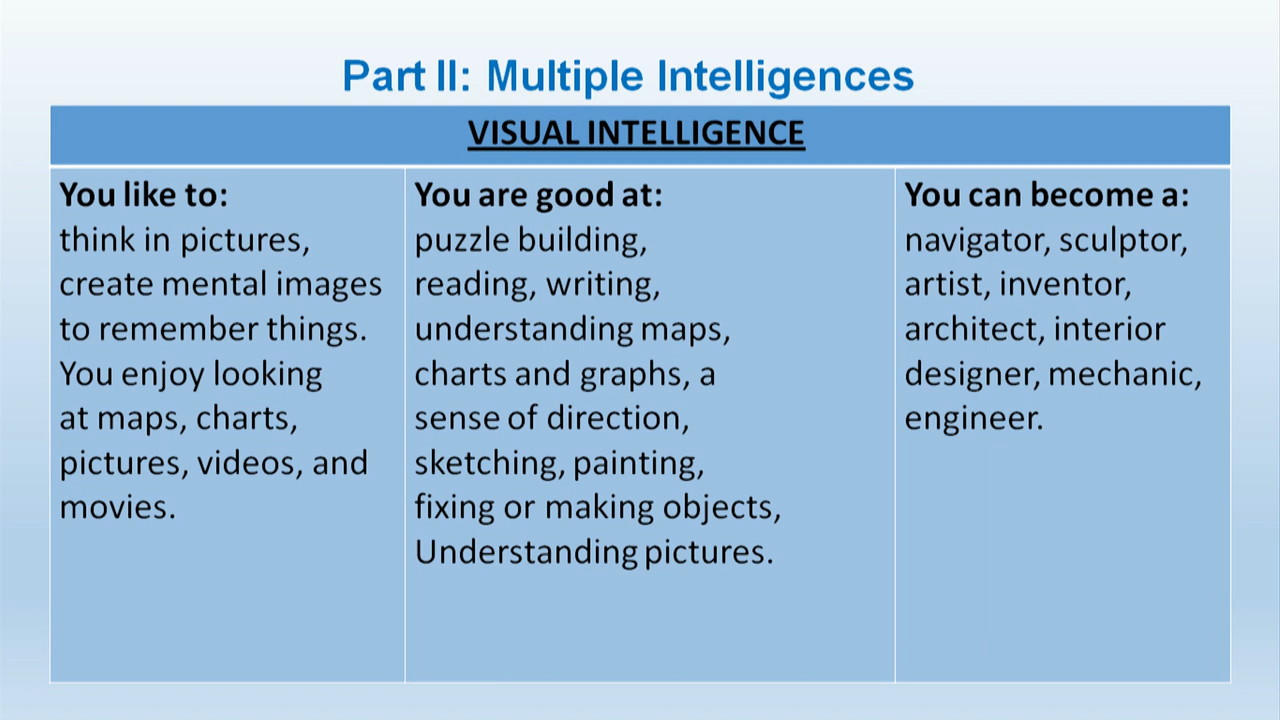 Part II: Multiple Intelligences
VISUAL INTELLIGENCE
You like to:
think in pictures,
create mental images
to remember things.
You enjoy looking
at maps, charts,
pictures, videos, and
movies.
You are good at:
puzzle building,
reading, writing,
understanding maps,
charts and graphs, a
sense of direction,
sketching, painting,
fixing or making objects,
Understanding pictures.
You can become a:
navigator, sculptor,
artist, inventor,
architect, interior
designer, mechanic,
engineer.